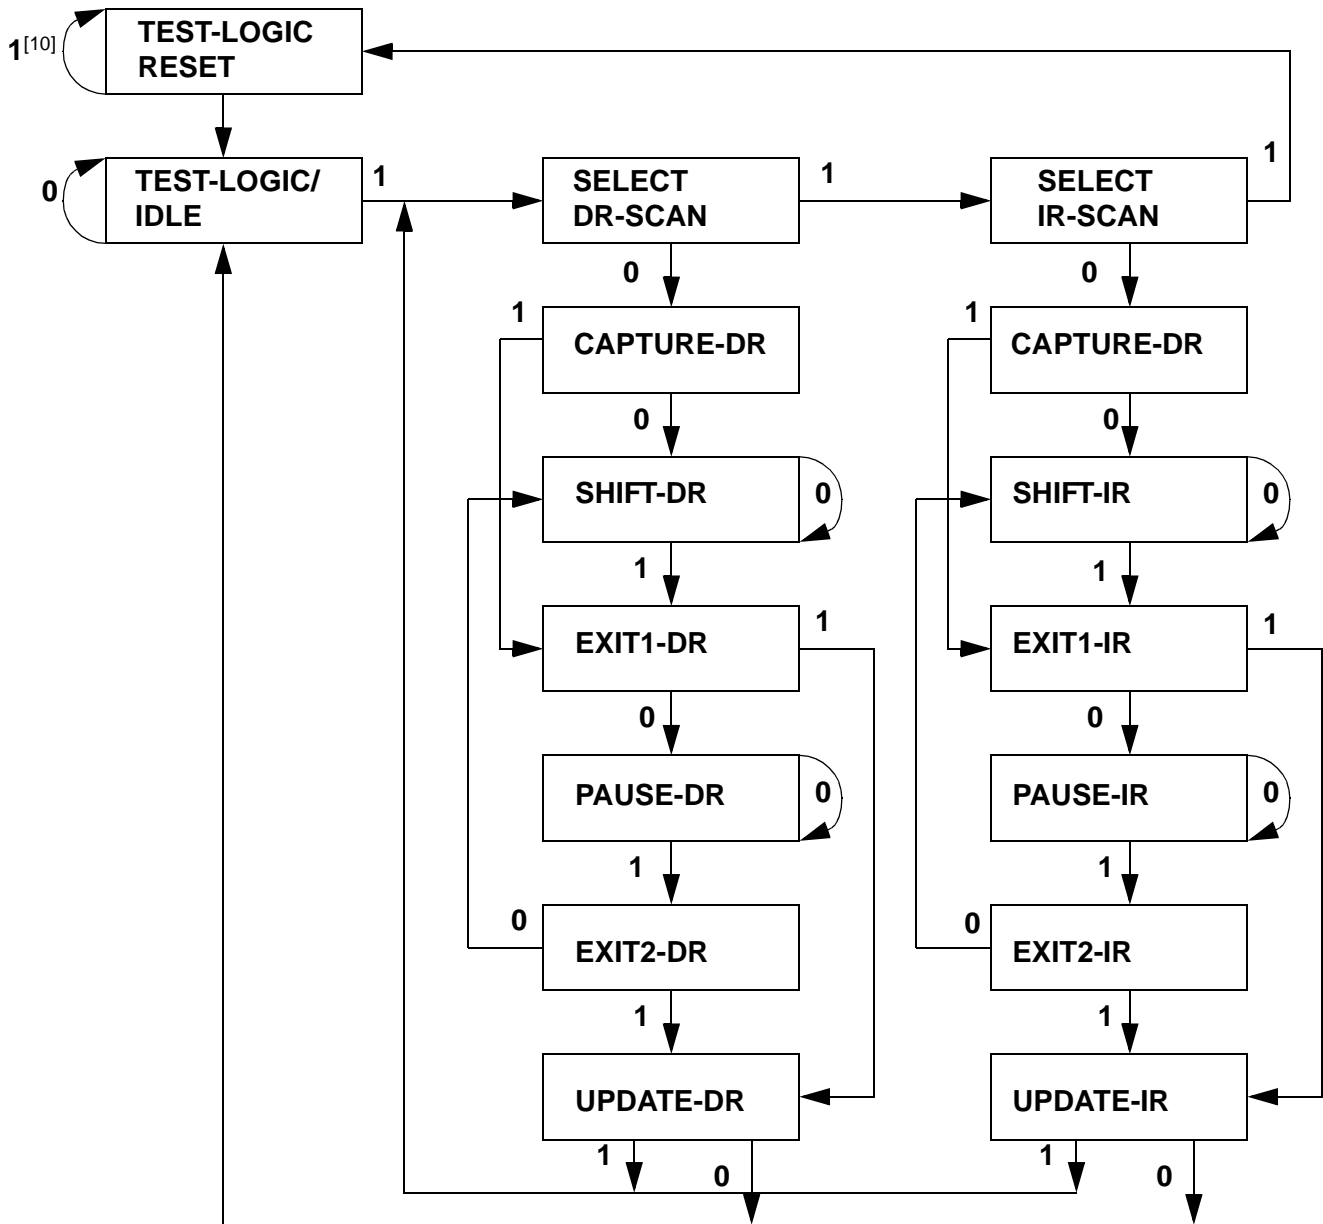 TEST-LOGIC
RESET
1[10]
TEST-LOGIC/
IDLE
0
1
SELECT
DR-SCAN
1
SELECT
IR-SCAN
1
0
0
1
CAPTURE-DR
1
CAPTURE-DR
0
0
SHIFT-DR
0
SHIFT-IR
0
1
1
EXIT1-DR
1
EXIT1-IR
1
0
0
PAUSE-DR
0
PAUSE-IR
0
1
1
0
EXIT2-DR
0
EXIT2-IR
1
1
UPDATE-DR
UPDATE-IR
1
0
1
0